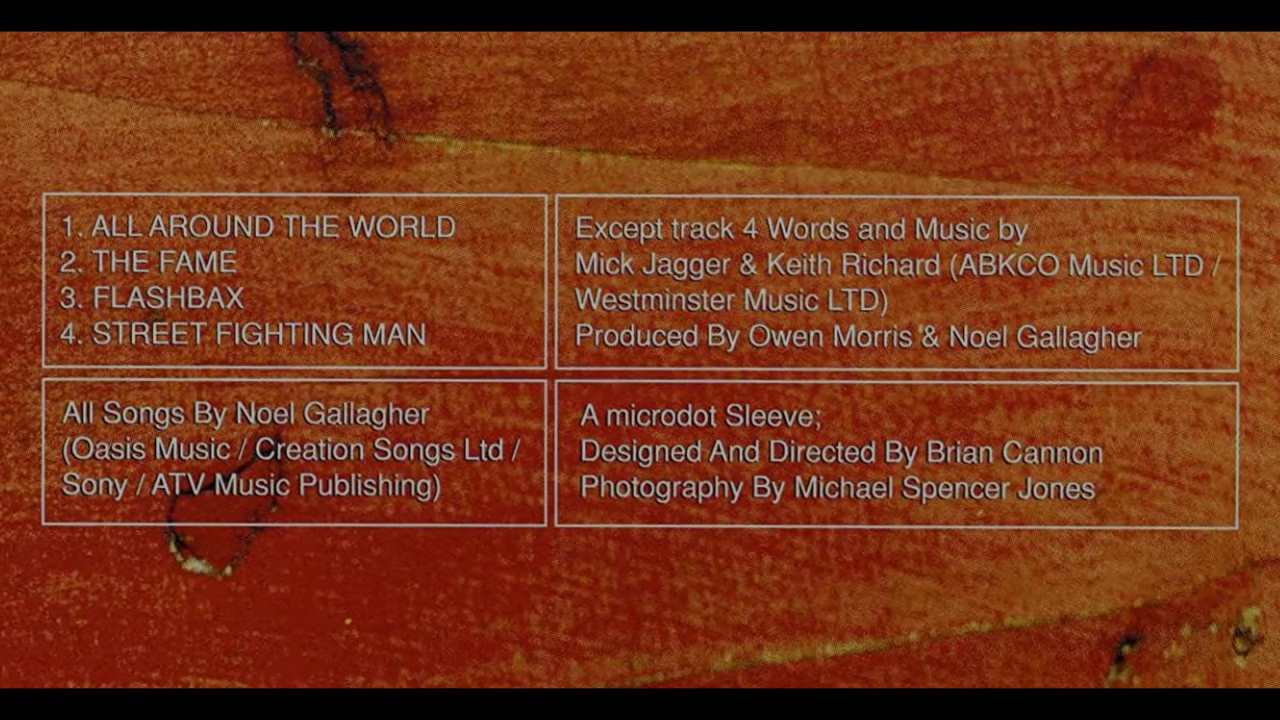 1. ALL AROUND THE WORLD
2. THE FAME
3. FLASHBAX
4. STREET FIGHTING MAN
Except track 4 Words and Music by
Mick Jagger & Keith Richard (ABKCO Music LTD /
Westminster Music LTD)
Produced By Owen Morris & Noel Gallagher
All Songs By Noel Gallagher
(Oasis Music / Creation Songs Ltd /
Sony / ATV Music Publishing)
A microdot Sleeve;
Designed And Directed By Brian Cannon
Photography By Michael Spencer Jones